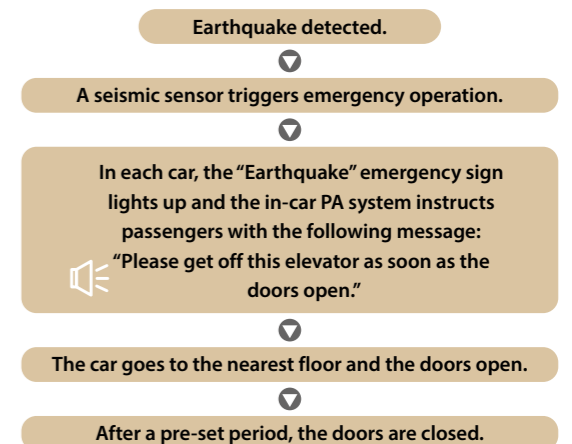 Earthquake detected.
A seismic sensor triggers emergency operation.
In each car, the “Earthquake” emergency sign
lights up and the in-car PA system instructs
passengers with the following message:
“Please get off this elevator as soon as the
doors open.”
The car goes to the nearest floor and the doors open.
After a pre-set period, the doors are closed.